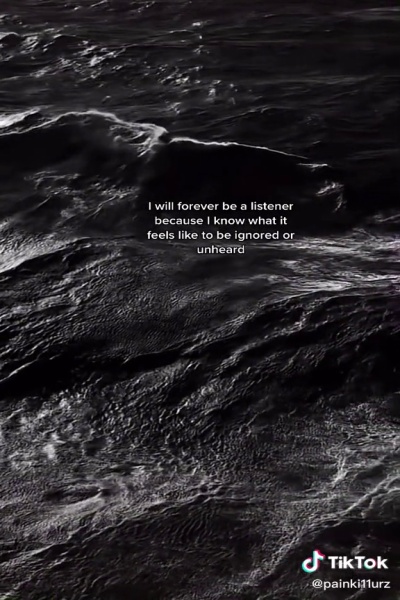 I will forever be a listener
because I know what it
feels like to be ignored or
unheard
TikTok
@painki11urz